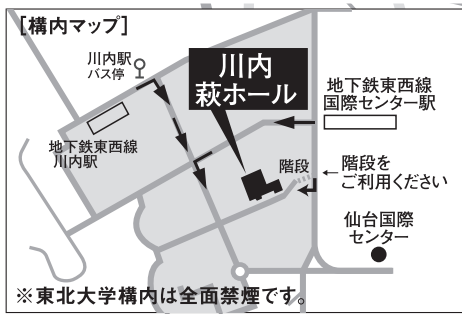 [構内マップ]
川内駅
バス停
川内
萩ホール
地下鉄東西線
国際センター駅
地下鉄東西線
川内駅
階段
←階段を
ご利用ください
仙台国際
センター
※東北大学構内は全面禁煙です。